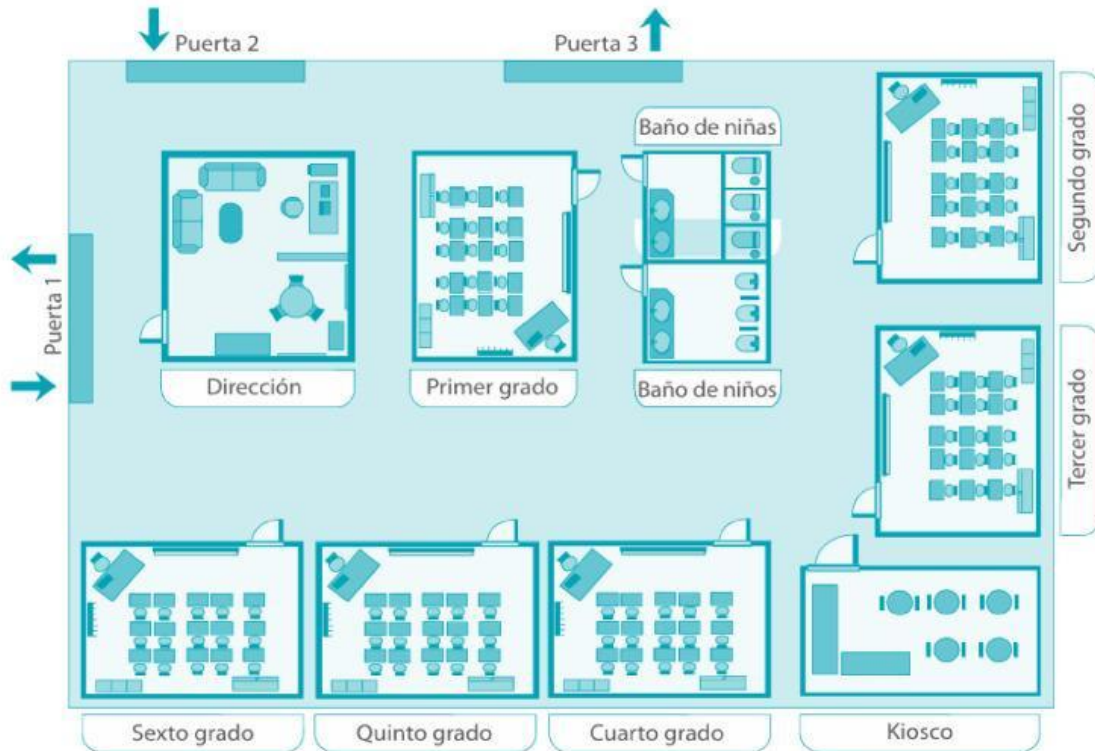 Puerta 2
Puerta 3
Baño de niñas
Segundo grado
Puerta 1
Dirección
Primer grado
Baño de niños
Tercer grado
Sexto grado
Quinto grado
Cuarto grado
Kiosco